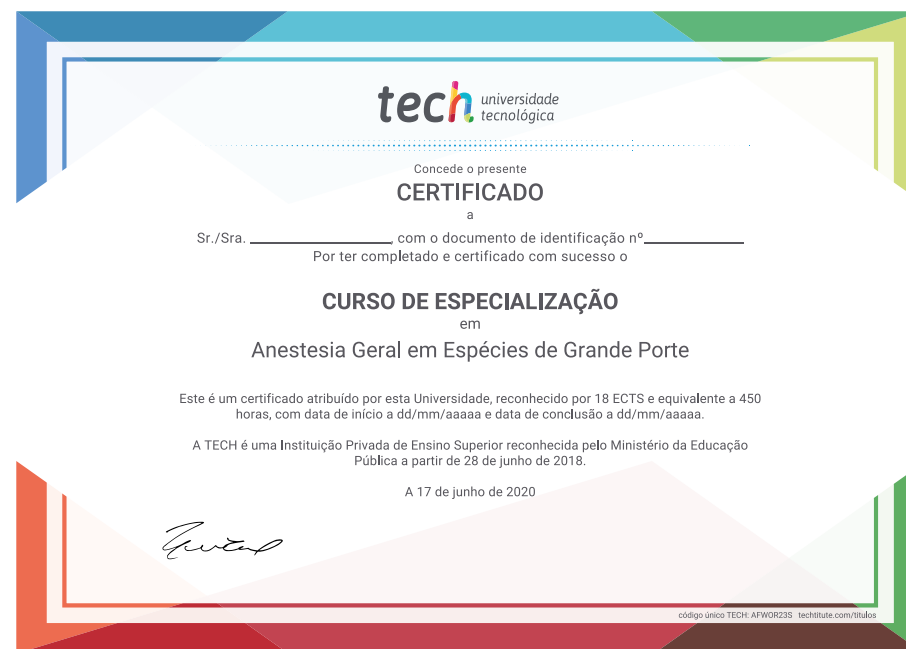 tech universidade
tecnológica
Concede o presente
CERTIFICADO
a
Sr./Sra. , com o documento de identificação nº
Por ter completado e certificado com sucesso o
CURSO DE ESPECIALIZAÇÃO
em
Anestesia Geral em Espécies de Grande Porte
Este é um certificado atribuído por esta Universidade, reconhecido por 18 ECTS e equivalente a 450
horas, com data de início a dd/mm/aaaaa e data de conclusão a dd/mm/aaaaa.
A TECH é uma Instituição Privada de Ensino Superior reconhecida pelo Ministério da Educação
Pública a partir de 28 de junho de 2018.
A 17 de junho de 2020
código único TECH: AFWOR23S techtitute.com/titulos